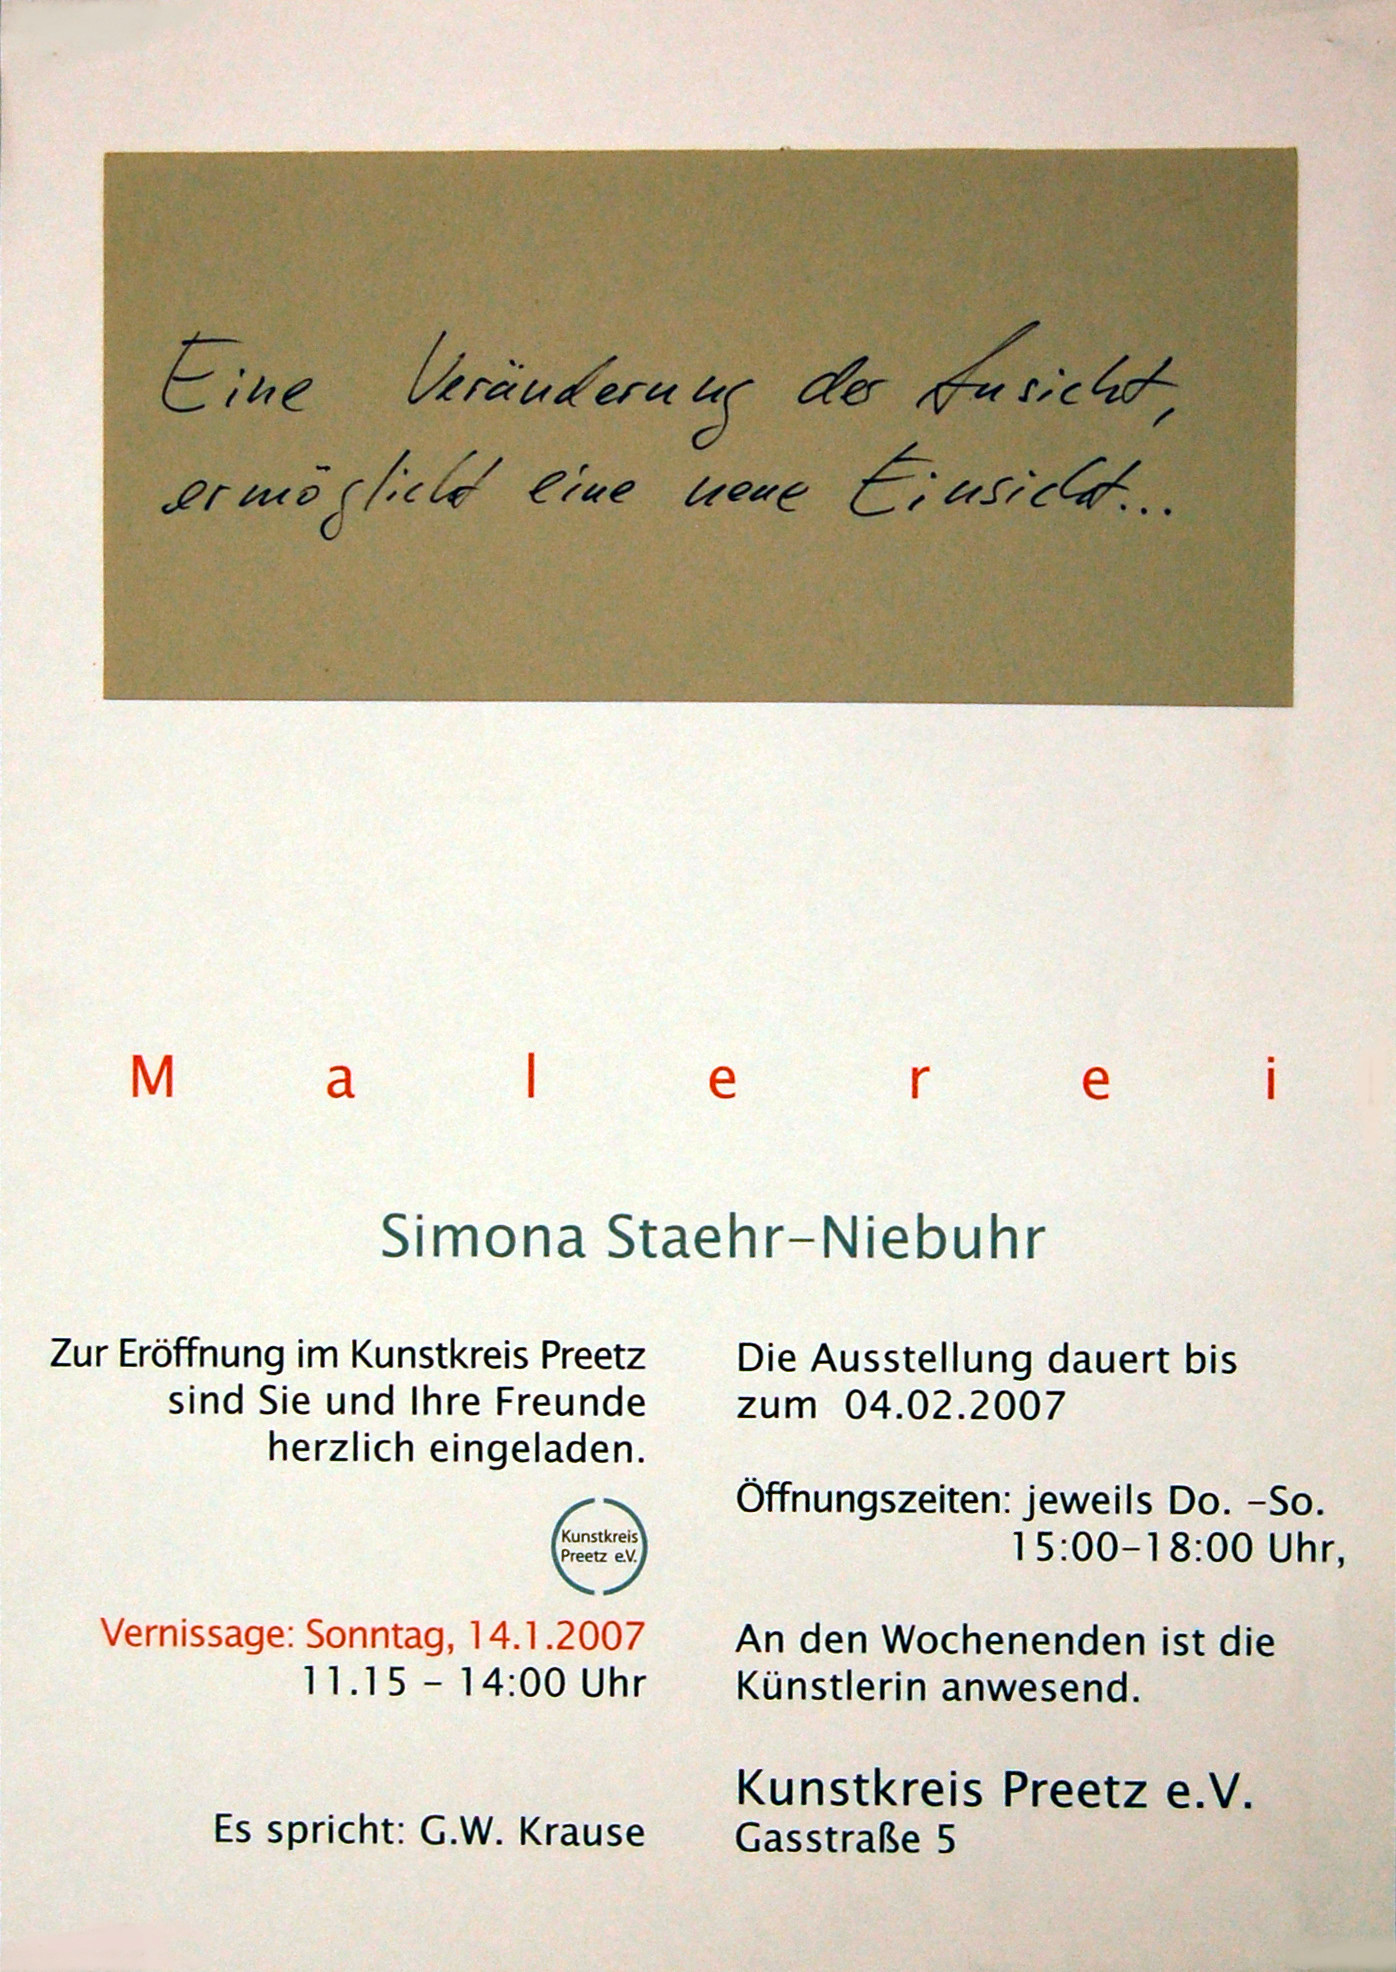 Eine Veränderung der Ansicht,
ermöglicht eine neue Einsicht...
Malerei
Simona Staehr-Niebuhr
Zur Eröffnung im Kunstkreis Preetz
sind Sie und Ihre Freunde
herzlich eingeladen.
Kunstkreis
Preetz e.V.
Vernissage: Sonntag, 14.1.2007
11.15 – 14:00 Uhr
Es spricht: G.W. Krause
Die Ausstellung dauert bis
zum 04.02.2007
Öffnungszeiten: jeweils Do. –So.
15:00–18:00 Uhr,
An den Wochenenden ist die
Künstlerin anwesend.
Kunstkreis Preetz e.V.
Gasstraße 5